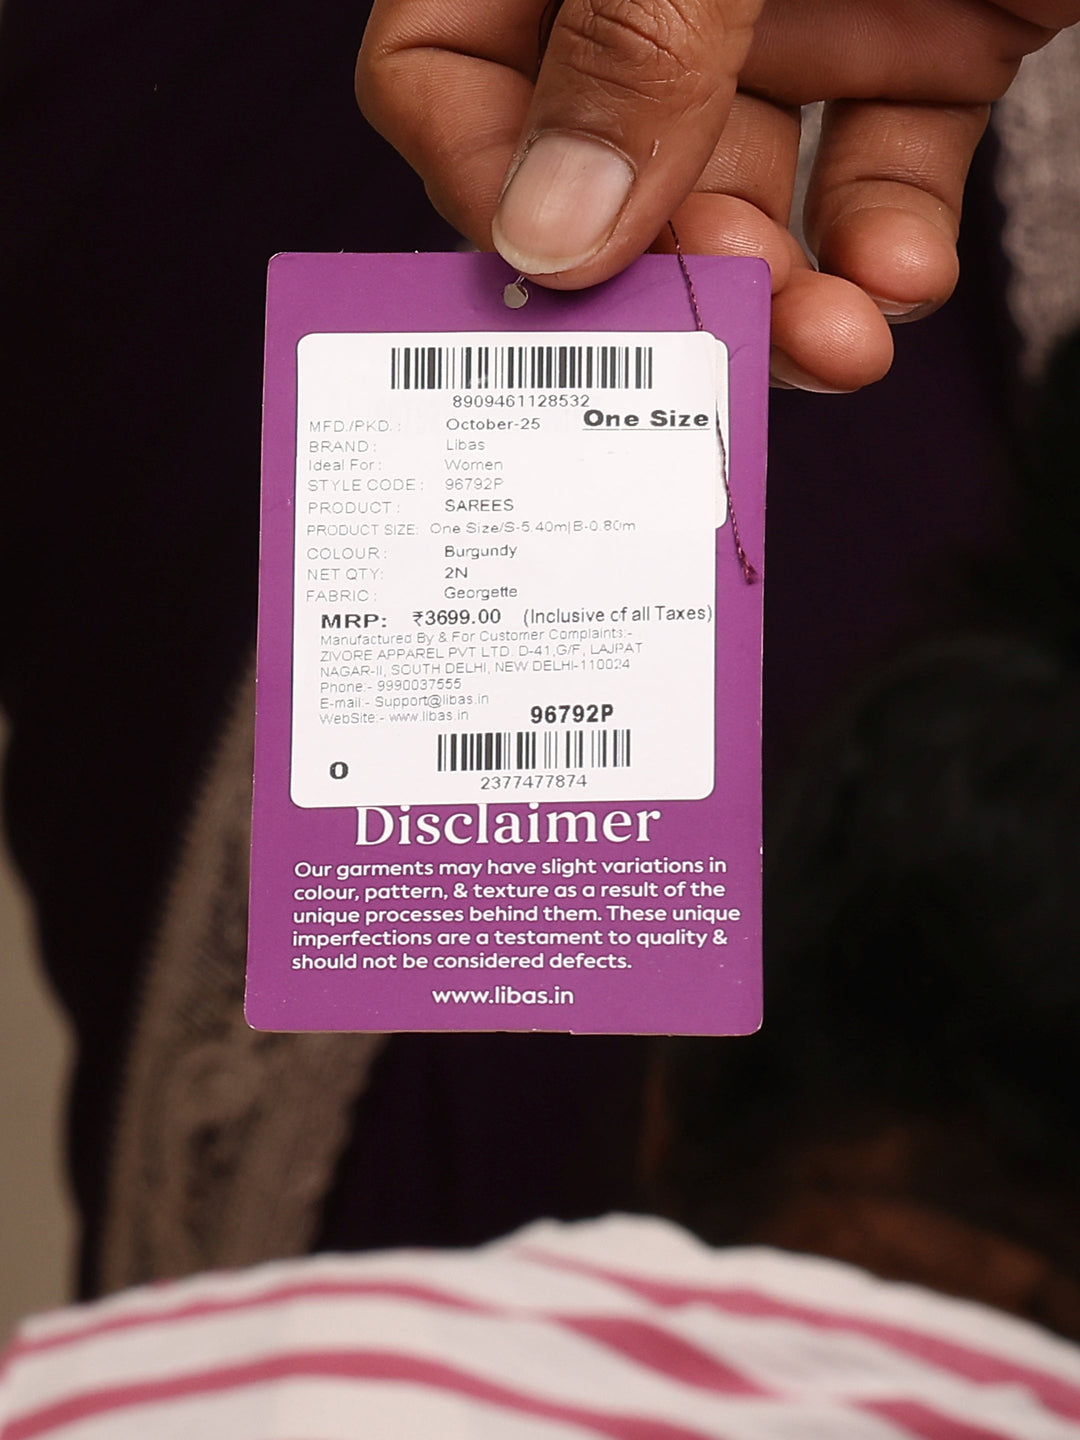 8909461128532
One Size
MFD./PKD. : October-25
BRAND : Libas
Ideal For : Women
STYLE CODE : 96792P
PRODUCT : SAREES
PRODUCT SIZE: One Size/S-5.40m|B-0.80m
COLOUR : Burgundy
NET QTY: 2N
FABRIC : Georgette
MRP: ₹3699.00 (Inclusive of all Taxes)
Manufactured By & For Customer Complaints:-
ZIVORE APPAREL PVT LTD. D-41,G/F, LAJPAT
NAGAR-II, SOUTH DELHI, NEW DELHI-110024
Phone:- 9990037555
E-mail:- Support@libas.in
WebSite:- www.libas.in
96792P
0
2377477874
Disclaimer
Our garments may have slight variations in
colour, pattern, & texture as a result of the
unique processes behind them. These unique
imperfections are a testament to quality &
should not be considered defects.
www.libas.in